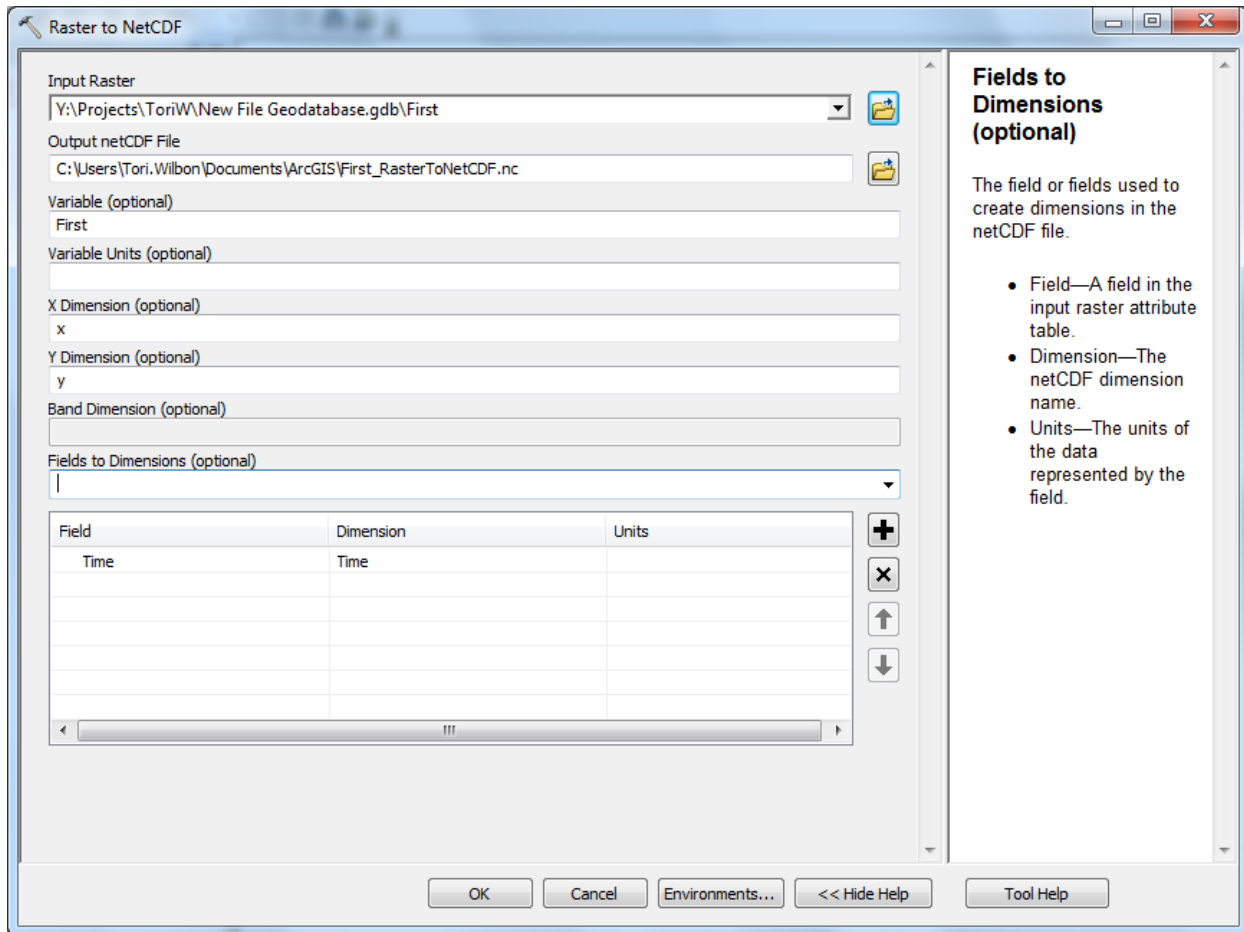 Raster to NetCDF
Input Raster
Y:\Projects\ToriW\New File Geodatabase.gdb\First
Output netCDF File
C:\Users\Tori.Wilbon\Documents\ArcGIS\First_RasterToNetCDF.nc
Variable (optional)
First
Variable Units (optional)
X Dimension (optional)
x
Y Dimension (optional)
y
Band Dimension (optional)
Fields to Dimensions (optional)
Field Dimension Units
Time Time
OK Cancel Environments... << Hide Help Tool Help
Fields to
Dimensions
(optional)
The field or fields used to
create dimensions in the
netCDF file.
• Field—A field in the
input raster attribute
table.
• Dimension—The
netCDF dimension
name.
• Units—The units of
the data
represented by the
field.